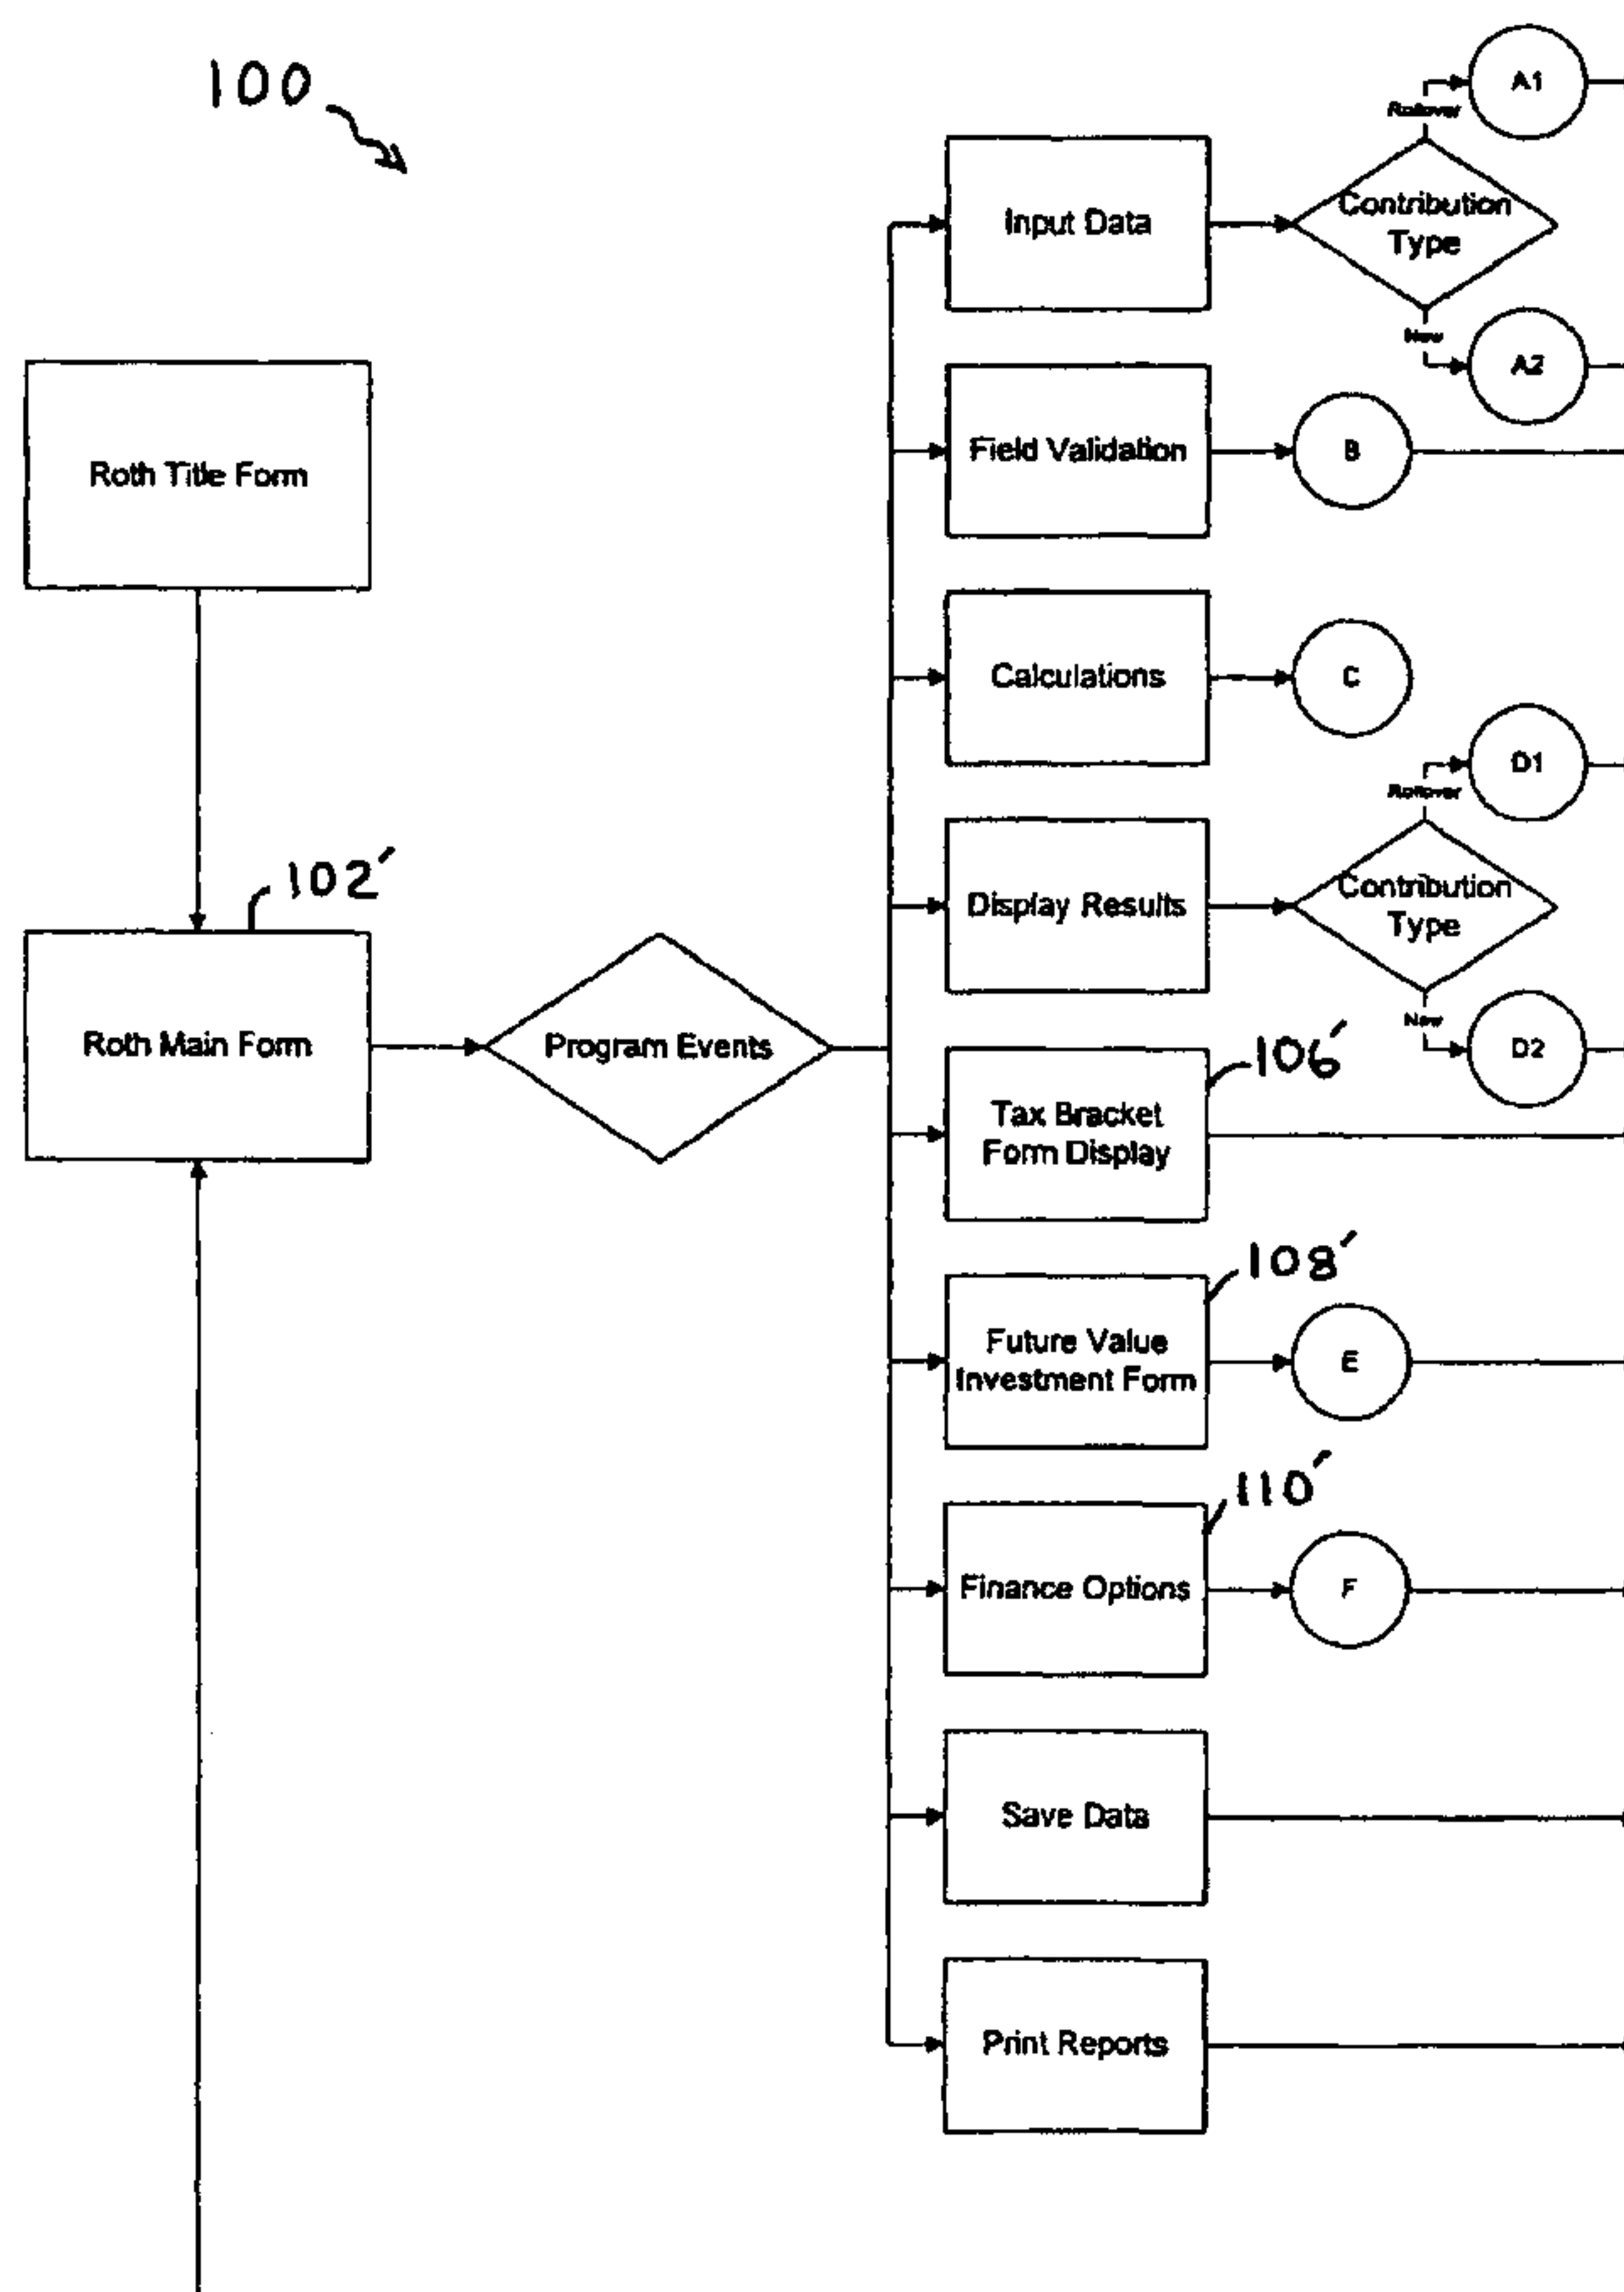 100
A1
Rollover
Input Data
Contribution
Type
New
A2
Roth Title Form
Field Validation
B
Calculations
C
D1
Rollover
102′
Display Results
Contribution
Type
New
D2
Roth Main Form
Program Events
106′
Tax Bracket
Form Display
108′
Future Value
Investment Form
E
110′
Finance Options
F
Save Data
Print Reports